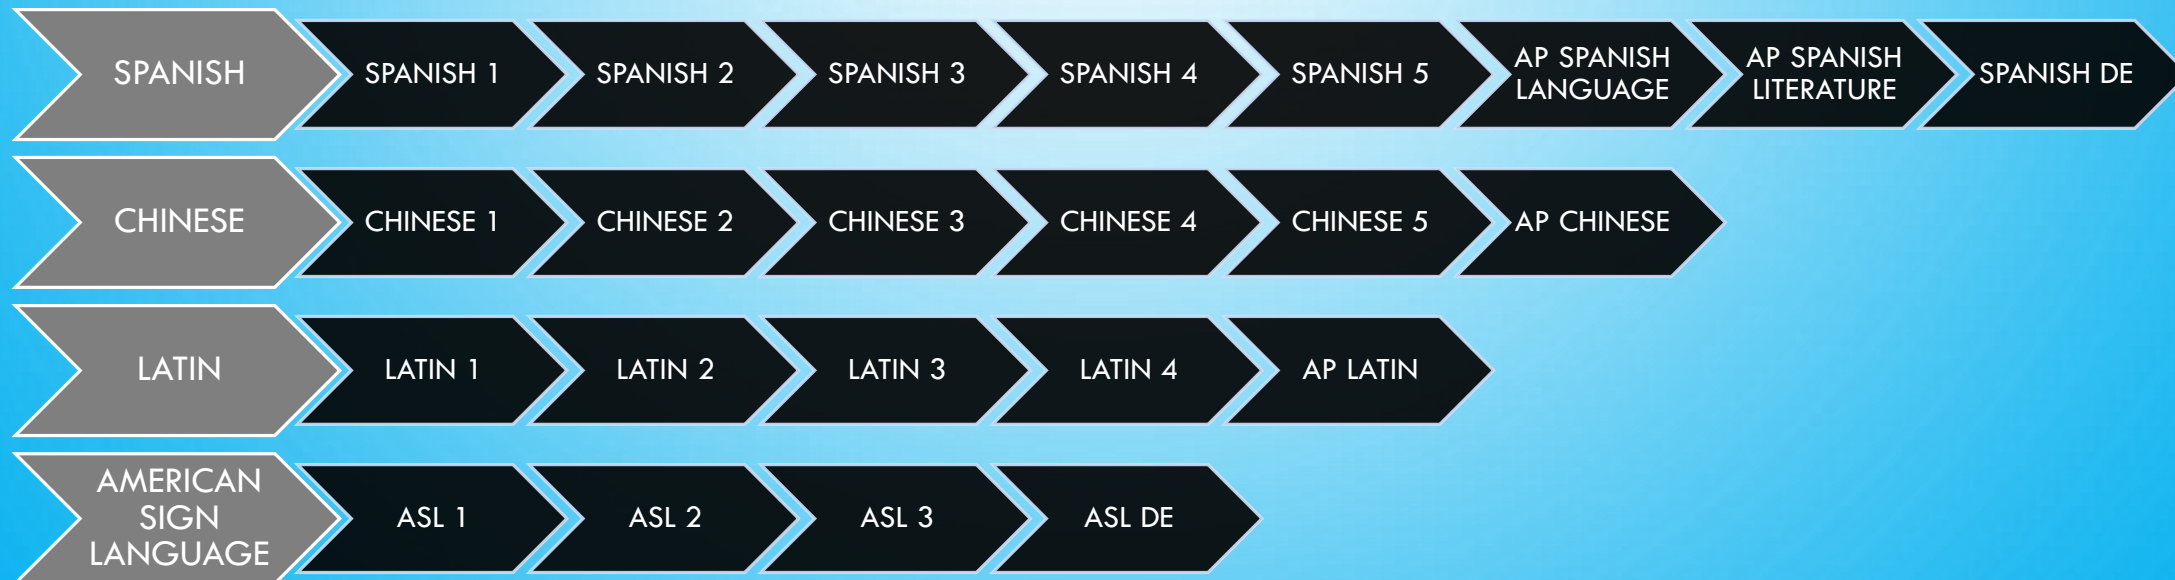 SPANISH
SPANISH 1
SPANISH 2
SPANISH 3
SPANISH 4
SPANISH 5
AP SPANISH
LANGUAGE
AP SPANISH
LITERATURE
SPANISH DE
CHINESE
CHINESE 1
CHINESE 2
CHINESE 3
CHINESE 4
CHINESE 5
AP CHINESE
LATIN
LATIN 1
LATIN 2
LATIN 3
LATIN 4
AP LATIN
AMERICAN
SIGN
LANGUAGE
ASL 1
ASL 2
ASL 3
ASL DE